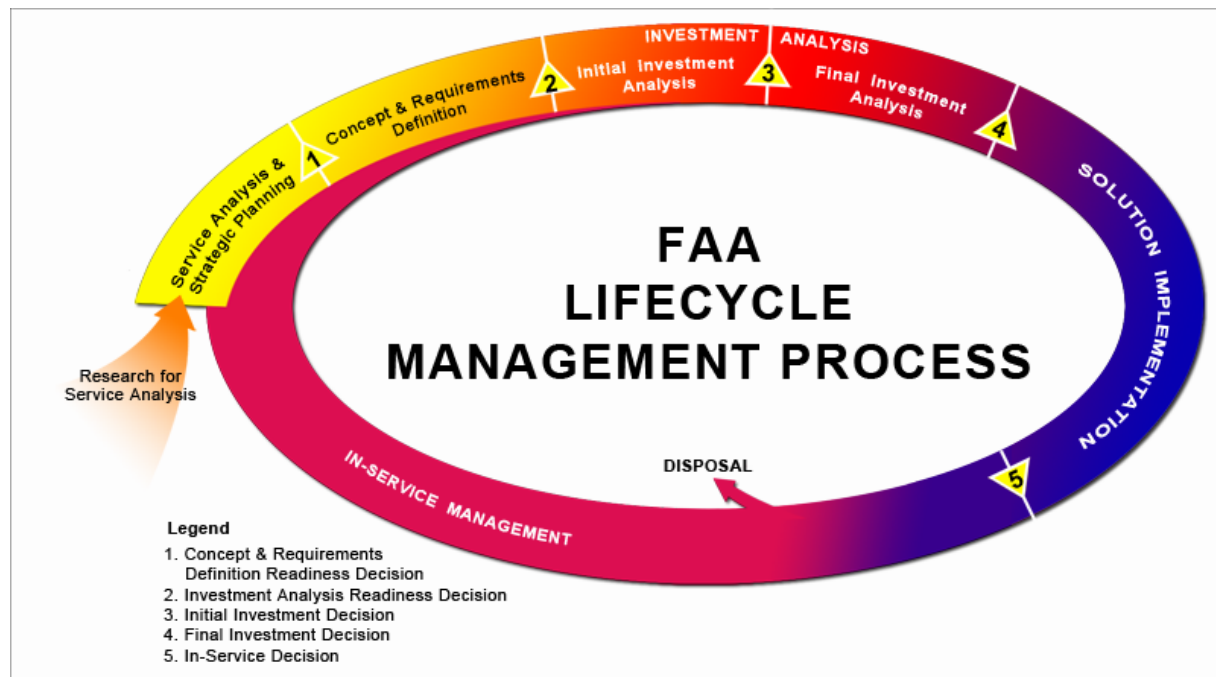 INVESTMENT ANALYSIS
Initial Investment
Analysis
Final Investment
Analysis
Concept & Requirements
Definition
Service Analysis &
Strategic Planning
1
2
3
4
SOLUTION IMPLEMENTATION
5
FAA
LIFECYCLE
MANAGEMENT PROCESS
Research for
Service Analysis
DISPOSAL
IN-SERVICE MANAGEMENT
Legend
1. Concept & Requirements
Definition Readiness Decision
2. Investment Analysis Readiness Decision
3. Initial Investment Decision
4. Final Investment Decision
5. In-Service Decision